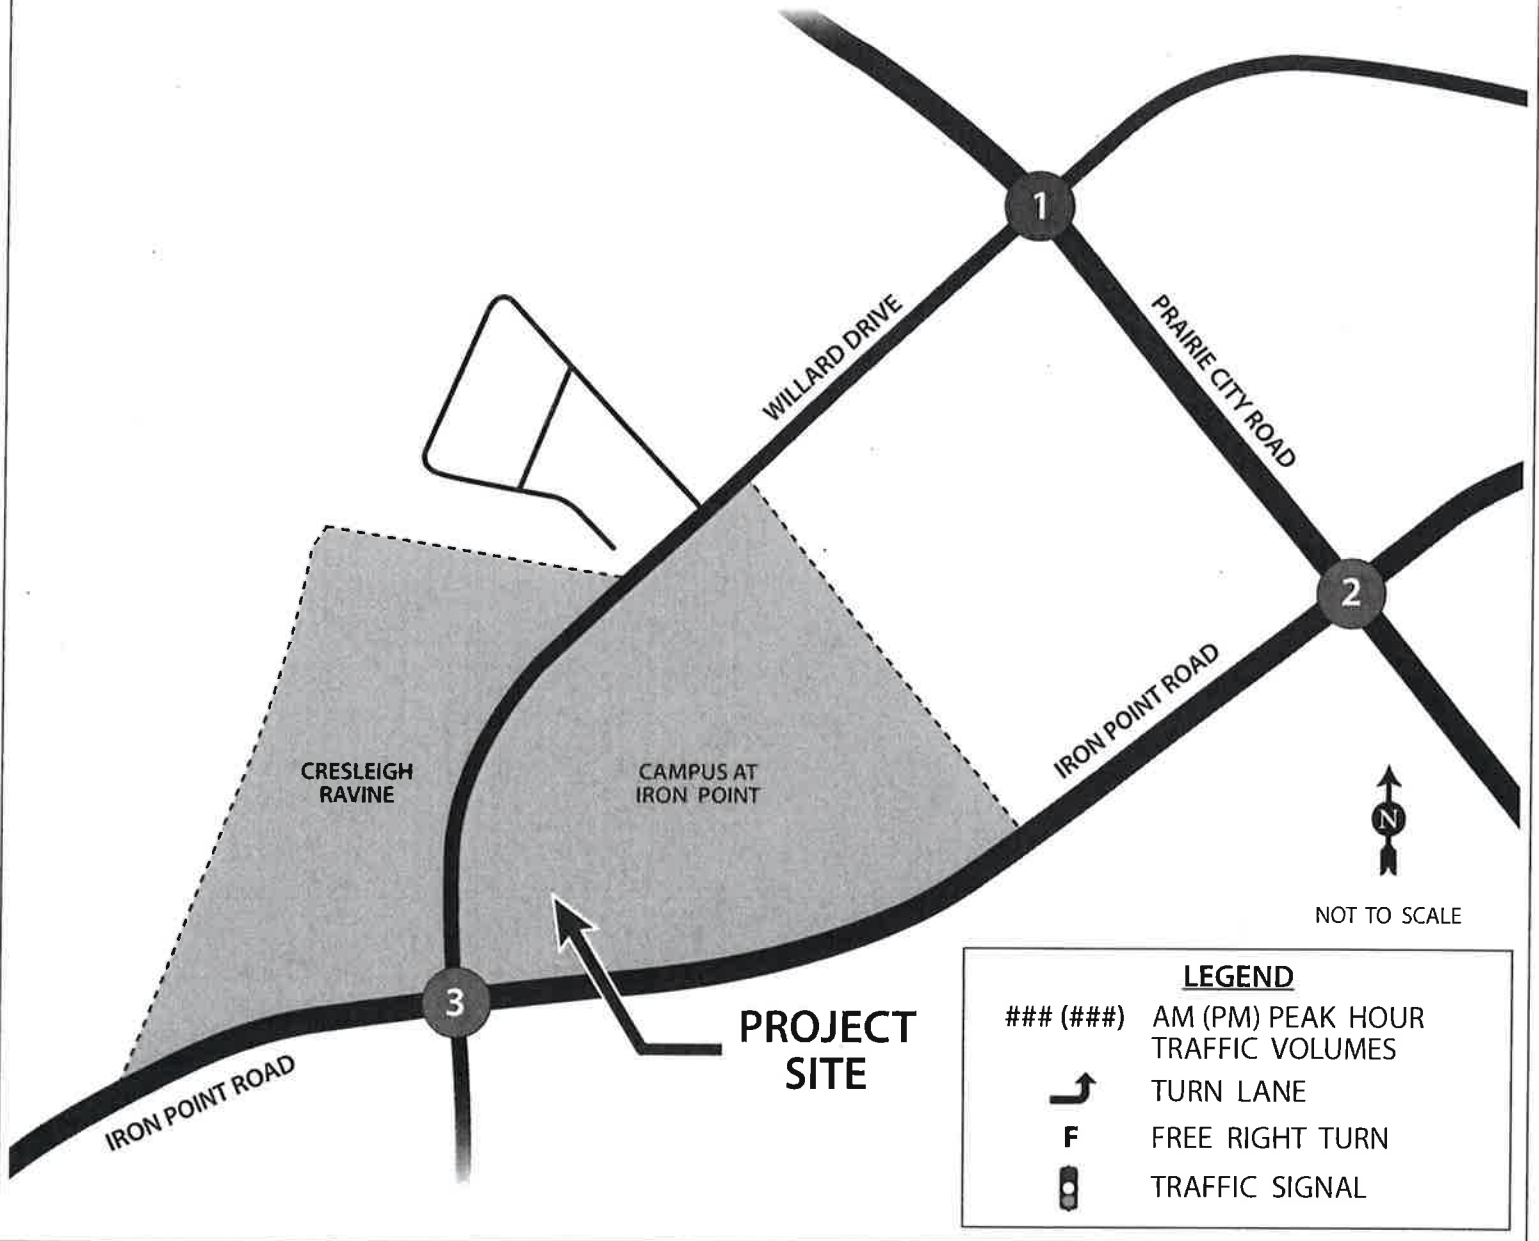 1
WILLARD DRIVE
PRAIRIE CITY ROAD
2
IRON POINT ROAD
CRESLEIGH
RAVINE
CAMPUS AT
IRON POINT
N
NOT TO SCALE
3
IRON POINT ROAD
PROJECT
SITE
LEGEND
### (###) AM (PM) PEAK HOUR
TRAFFIC VOLUMES
TURN LANE
F FREE RIGHT TURN
TRAFFIC SIGNAL